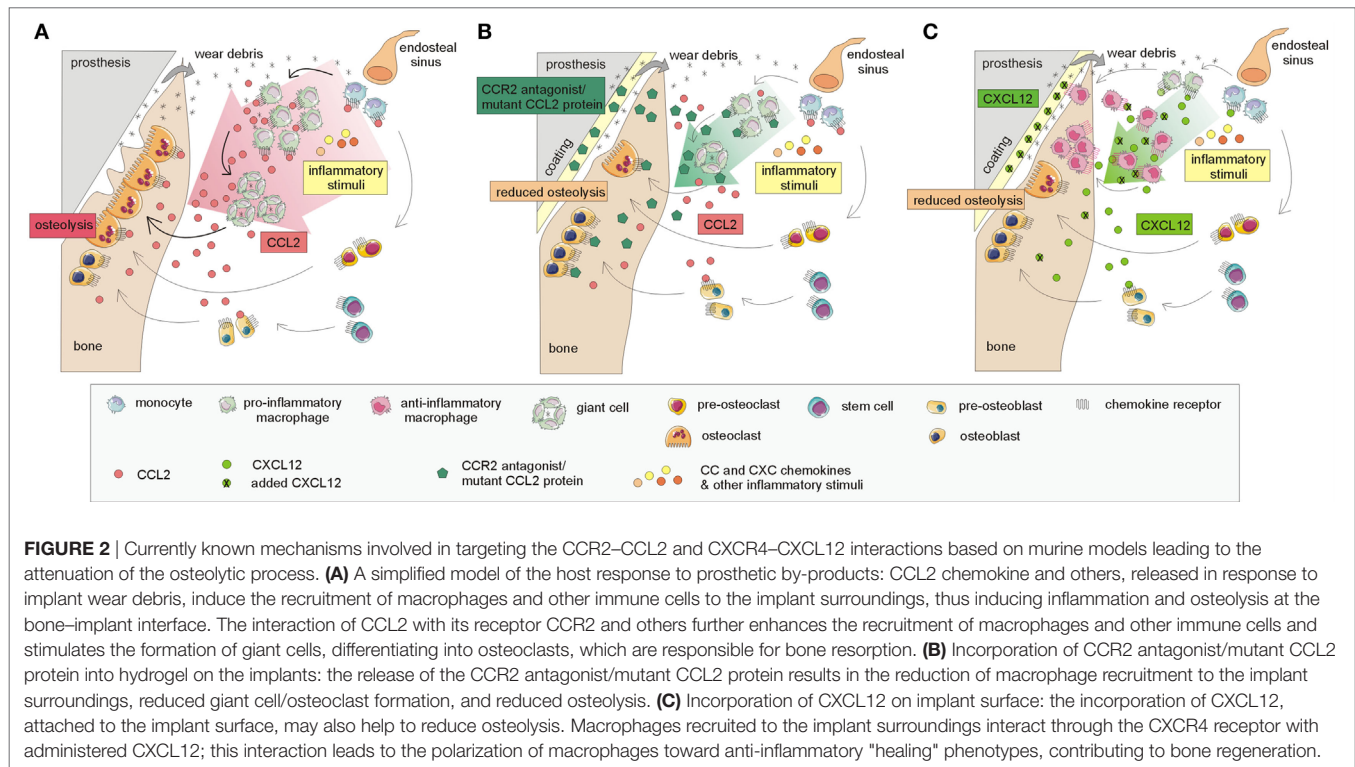 A
prosthesis
wear debris
endosteal
sinus
inflammatory
stimuli
osteolysis
CCL2
bone
B
prosthesis
wear debris
CCR2 antagonist/
mutant CCL2 protein
coating
inflammatory
stimuli
reduced osteolysis
CCL2
bone
C
prosthesis
wear debris
endosteal
sinus
CXCL12
coating
inflammatory
stimuli
reduced osteolysis
CXCL12
bone
monocyte
pro-inflammatory
macrophage
anti-inflammatory
macrophage
giant cell
pre-osteoclast
osteoclast
stem cell
pre-osteoblast
osteoblast
chemokine receptor
CCL2
CXCL12
added CXCL12
CCR2 antagonist/
mutant CCL2 protein
CC and CXC chemokines
& other inflammatory stimuli
FIGURE 2 | Currently known mechanisms involved in targeting the CCR2–CCL2 and CXCR4–CXCL12 interactions based on murine models leading to the
attenuation of the osteolytic process. (A) A simplified model of the host response to prosthetic by-products: CCL2 chemokine and others, released in response to
implant wear debris, induce the recruitment of macrophages and other immune cells to the implant surroundings, thus inducing inflammation and osteolysis at the
bone–implant interface. The interaction of CCL2 with its receptor CCR2 and others further enhances the recruitment of macrophages and other immune cells and
stimulates the formation of giant cells, differentiating into osteoclasts, which are responsible for bone resorption. (B) Incorporation of CCR2 antagonist/mutant CCL2
protein into hydrogel on the implants: the release of the CCR2 antagonist/mutant CCL2 protein results in the reduction of macrophage recruitment to the implant
surroundings, reduced giant cell/osteoclast formation, and reduced osteolysis. (C) Incorporation of CXCL12 on implant surface: the incorporation of CXCL12,
attached to the implant surface, may also help to reduce osteolysis. Macrophages recruited to the implant surroundings interact through the CXCR4 receptor with
administered CXCL12; this interaction leads to the polarization of macrophages toward anti-inflammatory "healing" phenotypes, contributing to bone regeneration.